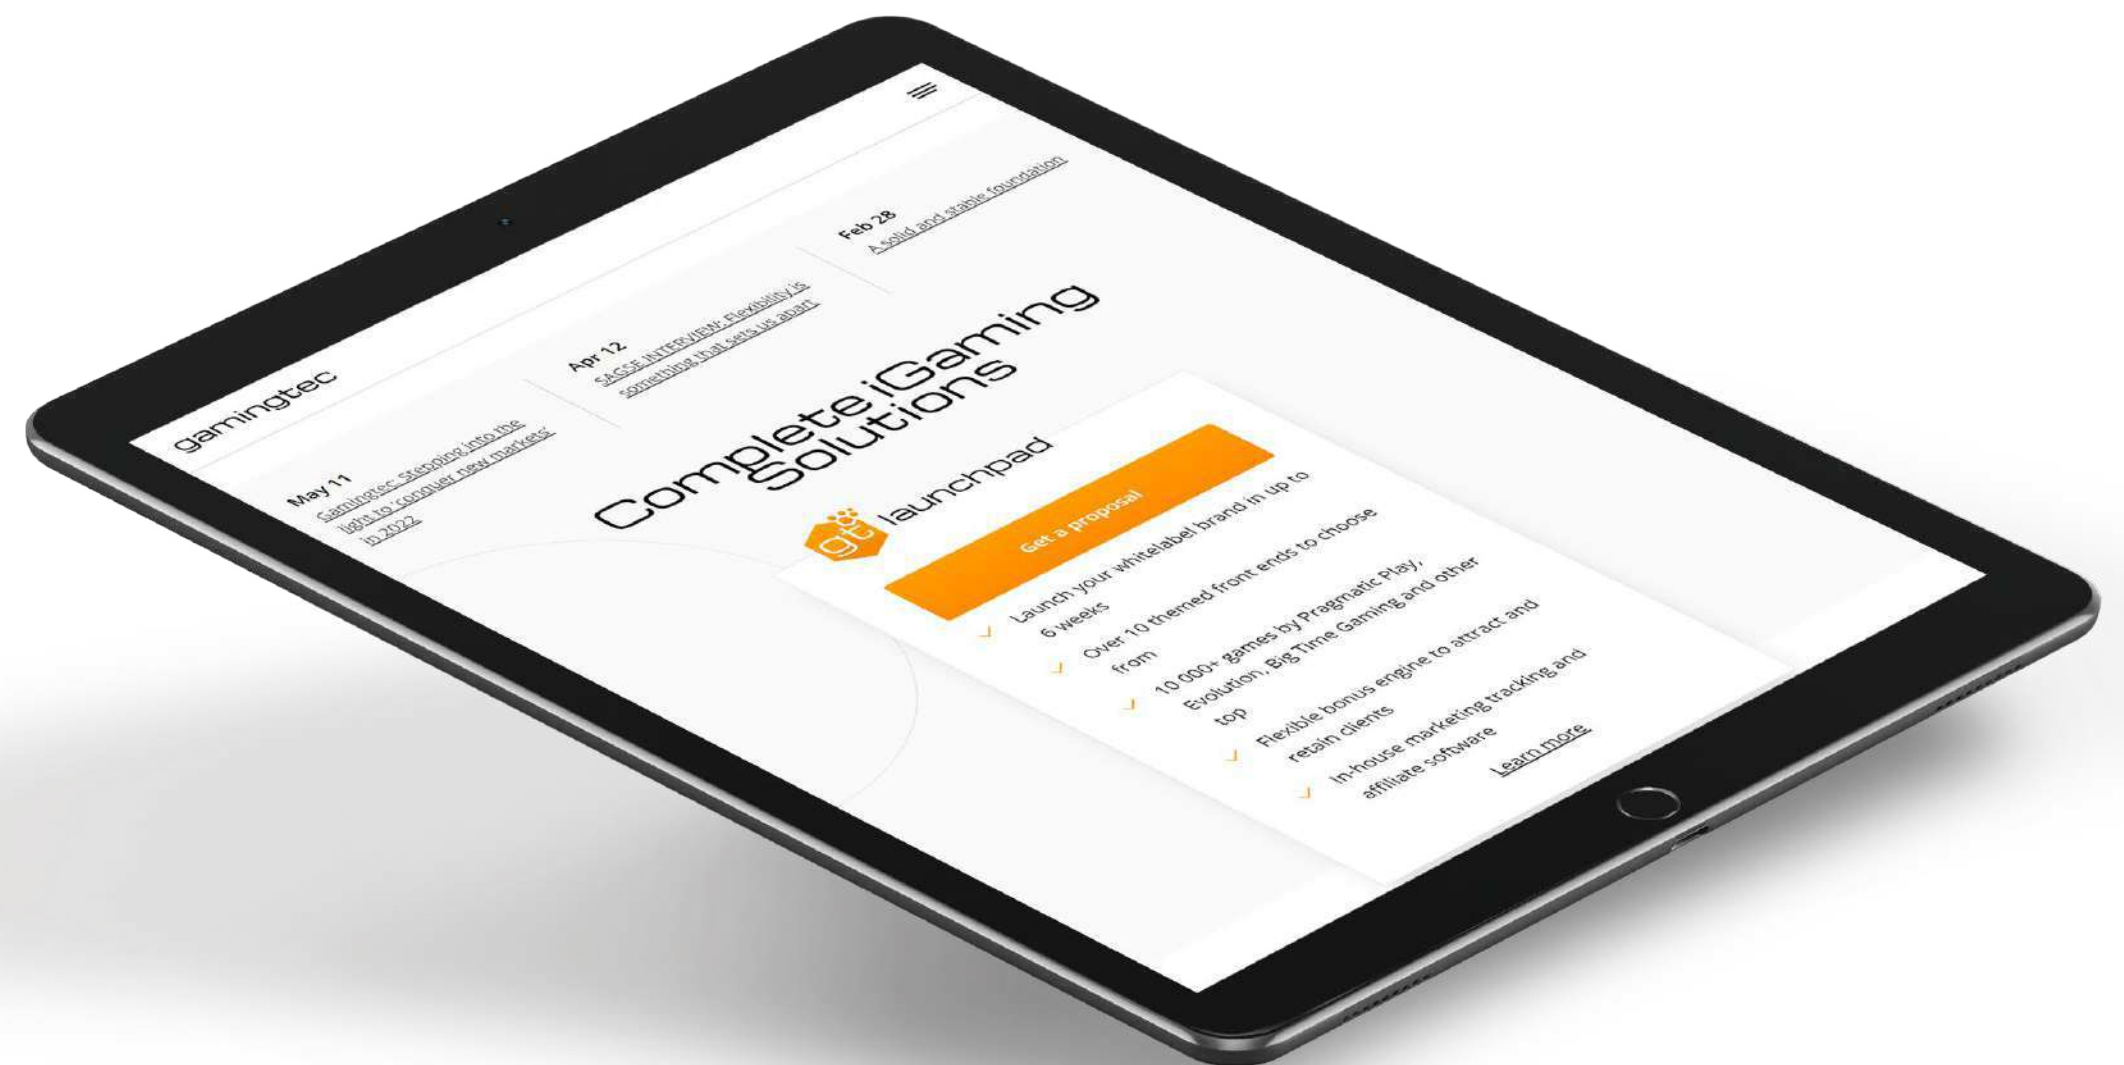 gamingtec
May 11
Gamingtec: Stepping into the
light to 'conquer new markets'
in 2022
Apr 12
SAGSE INTERVIEW: Flexibility is
something that sets us apart
Feb 28
A solid and stable foundation
Complete iGaming
Solutions
gt launchpad
Get a proposal
Launch your whitelabel brand in up to
6 weeks
Over 10 themed front ends to choose
from
10 000+ games by Pragmatic Play,
Evolution, Big Time Gaming and other
top
Flexible bonus engine to attract and
retain clients
In-house marketing tracking and
affiliate software
Learn more